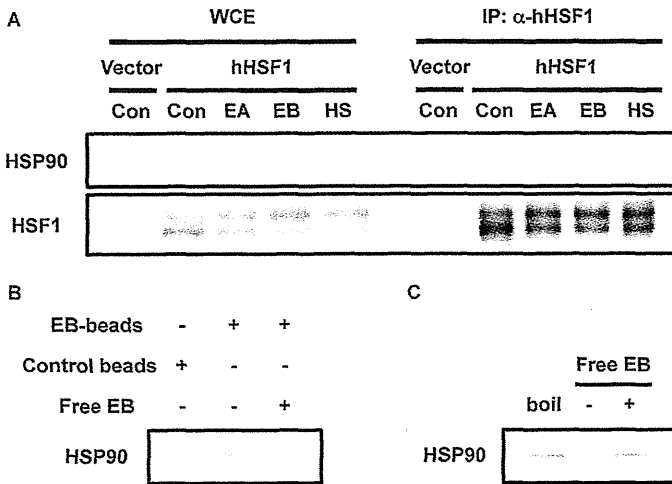 A
WCE
IP: α-hHSF1
Vector
hHSF1
Vector
hHSF1
Con
Con
EA
EB
HS
Con
Con
EA
EB
HS
HSP90
HSF1
B
EB-beads
-
+
+
Control beads
+
-
-
Free EB
-
-
+
HSP90
C
Free EB
boil
-
+
HSP90